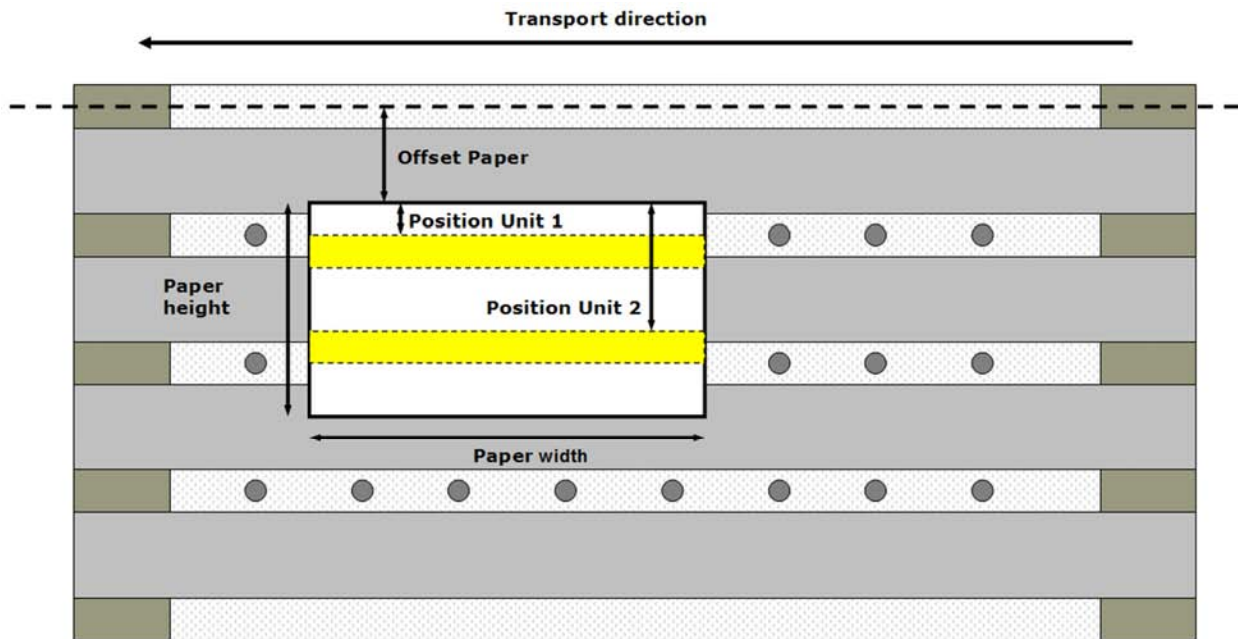 Transport direction
Offset Paper
Position Unit 1
Paper
height
Position Unit 2
Paper width